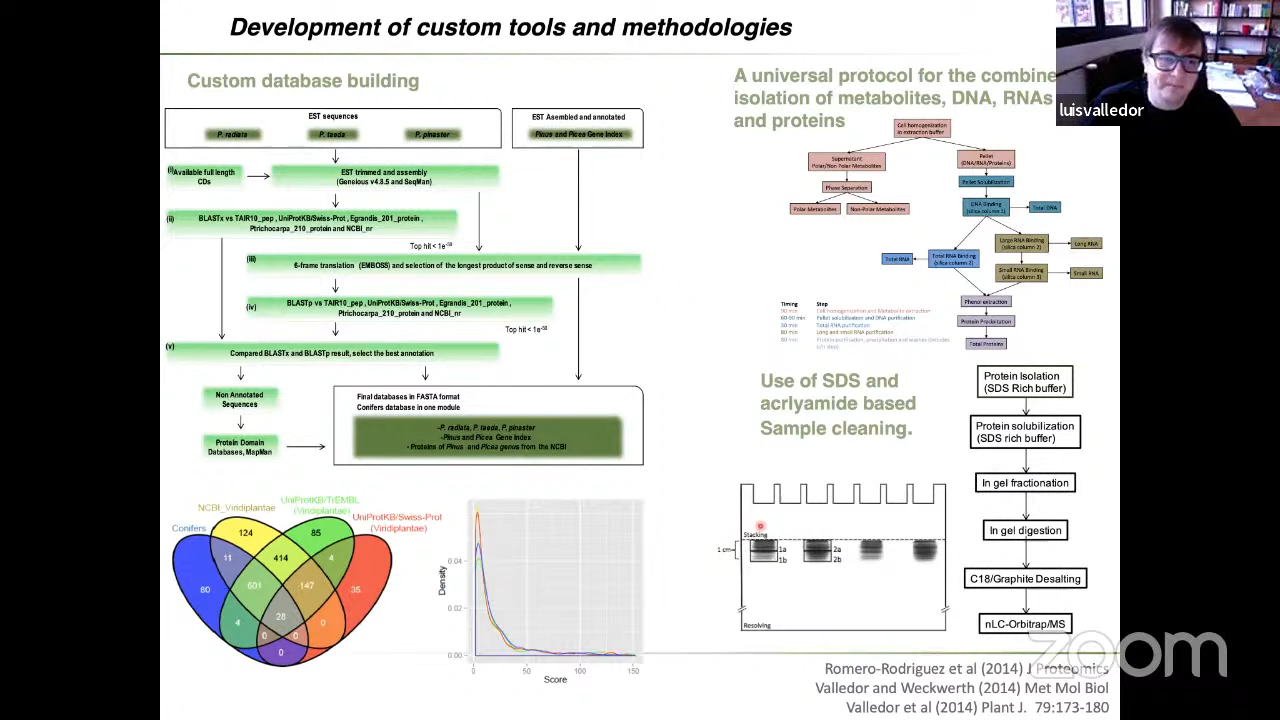 Development of custom tools and methodologies
luisvalledor
Custom database building
EST sequences
P. radiata
P. taeda
P. pinaster
EST Asembled and annotated
Pinus and Picea Gene Index
(i)
Available full length
CDs
EST trimmed and assembly
(Geneious v4.8.5 and SeqMan)
(ii)
BLASTx vs TAIR10_pep , UniProtKB/Swiss-Prot , Egrandis_201_protein ,
Ptrichocarpa_210_protein and NCBI_nr
Top hit < 1e-50
(iii)
6-frame translation (EMBOSS) and selection of the longest product of sense and reverse sense
(iv)
BLASTp vs TAIR10_pep, UniProtKB/Swiss-Prot , Egrandis_201_protein ,
Ptrichocarpa_210_protein and NCBI_nr
Top hit < 1e-50
(v)
Compared BLASTx and BLASTp result, select the best annotation
Non Annotated
Sequences
Protein Domain
Databases, MapMan
Final databases in FASTA format
Conifers database in one module
-P. radiata, P. taeda, P. pinaster
-Pinus and Picea Gene Index
- Proteins of Pinus and Picea genus from the NCBI
Conifers
NCBI_Viridiplantae
UniProtKB/TrEMBL
(Viridiplantae)
UniProtKB/Swiss-Prot
(Viridiplantae)
124
85
11
414
4
80
601
147
35
28
4
0
0
0
0
Density
0.04
0.02
0.00
0
50
100
150
Score
A universal protocol for the combine
isolation of metabolites, DNA, RNAs
and proteins
Cell homogenization
in extraction buffer
Supernatant
Polar/Non Polar Metabolites
Pellet
(DNA/RNA/Proteins)
Phase Separation
Pellet Solubilization
Polar Metabolites
Non-Polar Metabolites
DNA Binding
(silica column 1)
Total DNA
Large RNA Binding
(silica column 2)
Long RNA
Total RNA
Total RNA Binding
(silica column 2)
Small RNA Binding
(silica column 3)
Small RNA
Phenol extraction
Protein Precipitation
Total Proteins
Timing Step
90 min Cell homogenization and Metabolite extraction
60-90 min Pellet solubilization and DNA purification
30 min Total RNA purification
80 min Long and small RNA purification
80 min Protein purification, precipitation and washes (includes
o/n step)
Use of SDS and
acrlyamide based
Sample cleaning.
Protein Isolation
(SDS Rich buffer)
Protein solubilization
(SDS rich buffer)
In gel fractionation
In gel digestion
C18/Graphite Desalting
nLC-Orbitrap/MS
Stacking
1 cm
1a
1b
2a
2b
Resolving
zoom
Romero-Rodriguez et al (2014) J Proteomics
Valledor and Weckwerth (2014) Met Mol Biol
Valledor et al (2014) Plant J. 79:173-180